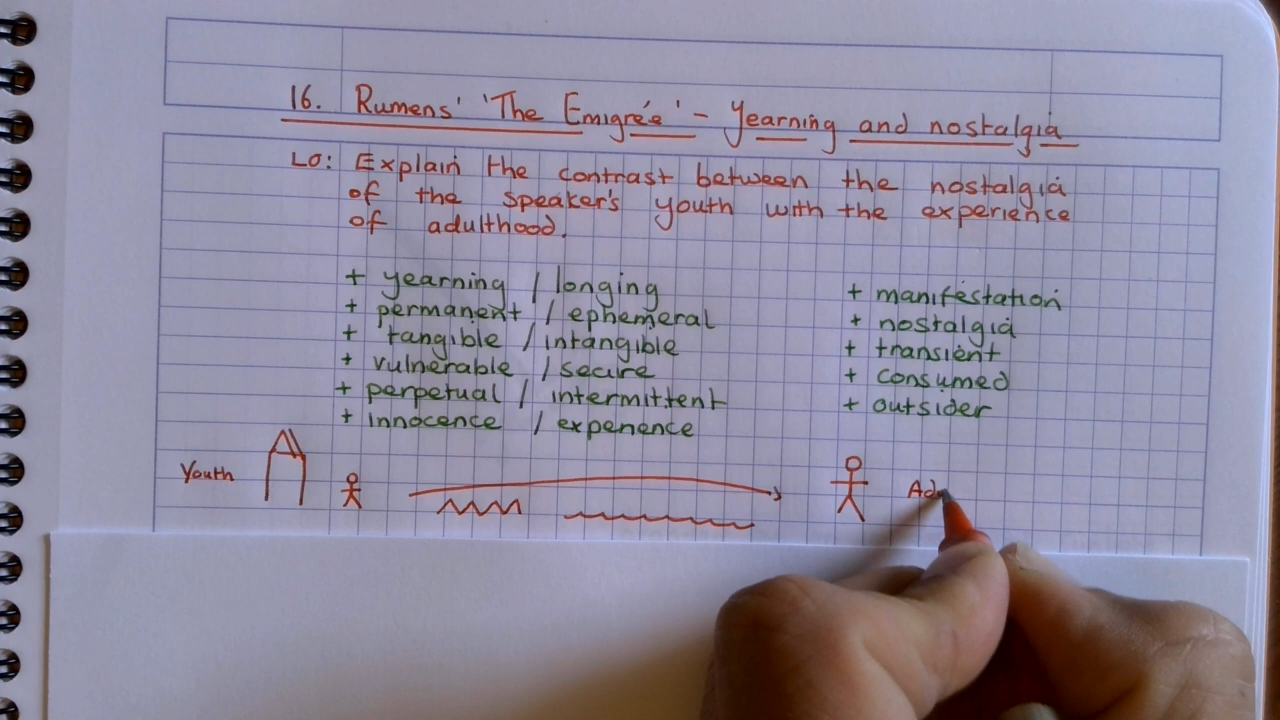 16. Rumens' 'The Emigrée' - Yearning and nostalgia
LO: Explain the contrast between the nostalgia
of the speaker's youth with the experience
of adulthood.
+ yearning / longing
+ permanent / ephemeral
+ tangible / intangible
+ vulnerable / secure
+ perpetual / intermittent
+ innocence / experience
+ manifestation
+ nostalgia
+ transient
+ consumed
+ outsider
Youth
Ad